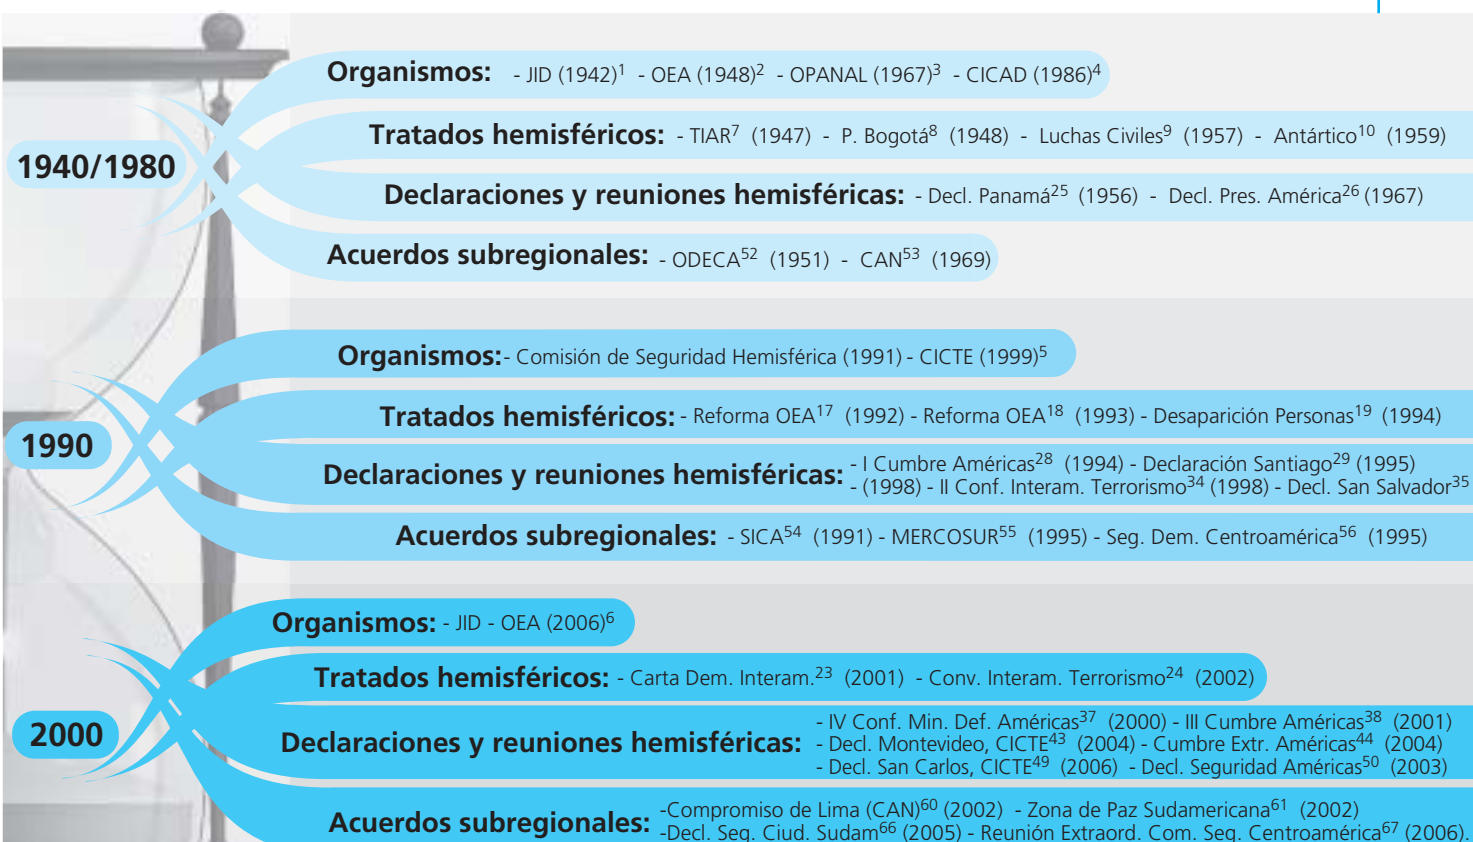 Organismos: - JID (1942)1 - OEA (1948)2 - OPANAL (1967)3 - CICAD (1986)4
Tratados hemisféricos: - TIAR7 (1947) - P. Bogotá8 (1948) - Luchas Civiles9 (1957) - Antártico10 (1959)
1940/1980
Declaraciones y reuniones hemisféricas: - Decl. Panamá25 (1956) - Decl. Pres. América26 (1967)
Acuerdos subregionales: - ODECA52 (1951) - CAN53 (1969)
Organismos: - Comisión de Seguridad Hemisférica (1991) - CICTE (1999)5
Tratados hemisféricos: - Reforma OEA17 (1992) - Reforma OEA18 (1993) - Desaparición Personas19 (1994)
1990
Declaraciones y reuniones hemisféricas: - I Cumbre Américas28 (1994) - Declaración Santiago29 (1995)
- (1998) - II Conf. Interam. Terrorismo34 (1998) - Decl. San Salvador35
Acuerdos subregionales: - SICA54 (1991) - MERCOSUR55 (1995) - Seg. Dem. Centroamérica56 (1995)
Organismos: - JID - OEA (2006)6
Tratados hemisféricos: - Carta Dem. Interam.23 (2001) - Conv. Interam. Terrorismo24 (2002)
2000
Declaraciones y reuniones hemisféricas: - IV Conf. Min. Def. Américas37 (2000) - III Cumbre Américas38 (2001)
- Decl. Montevideo, CICTE43 (2004) - Cumbre Extr. Américas44 (2004)
- Decl. San Carlos, CICTE49 (2006) - Decl. Seguridad Américas50 (2003)
Acuerdos subregionales: -Compromiso de Lima (CAN)60 (2002) - Zona de Paz Sudamericana61 (2002)
-Decl. Seg. Ciud. Sudam66 (2005) - Reunión Extraord. Com. Seg. Centroamérica67 (2006).